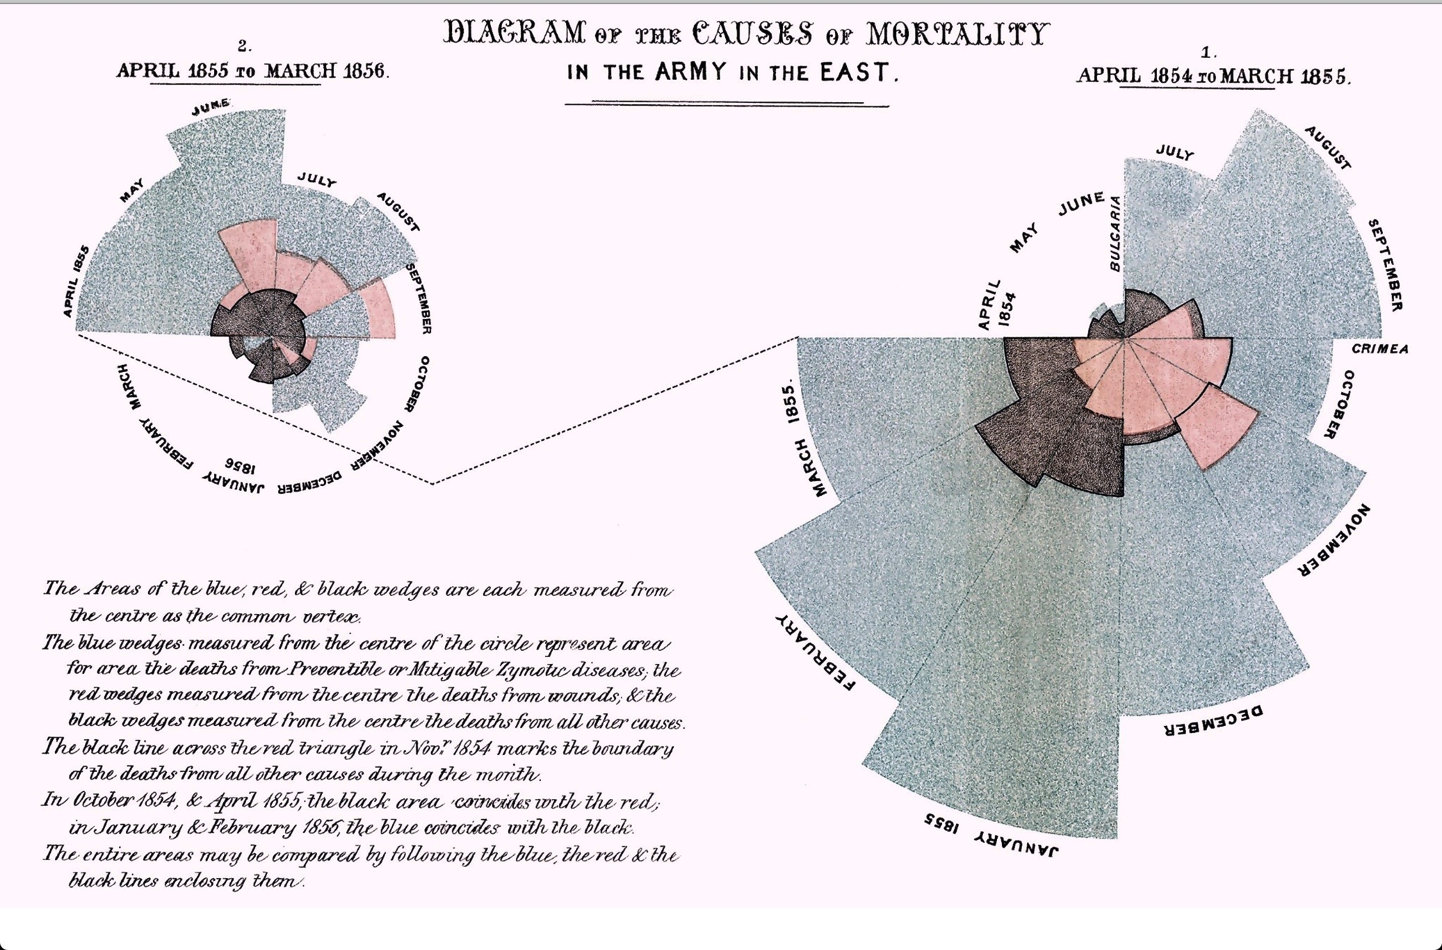 DIAGRAM OF THE CAUSES OF MORTALITY
IN THE ARMY IN THE EAST.
2.
APRIL 1855 TO MARCH 1856.
1.
APRIL 1854 TO MARCH 1855.
APRIL 1855
MAY
JUNE
JULY
AUGUST
SEPTEMBER
OCTOBER
NOVEMBER
DECEMBER
JANUARY
1856
FEBRUARY
MARCH
APRIL
1854
MAY
JUNE
BULGARIA
JULY
AUGUST
SEPTEMBER
CRIMEA
OCTOBER
NOVEMBER
DECEMBER
JANUARY 1855
FEBRUARY
MARCH 1855.
The Areas of the blue, red, & black wedges are each measured from
the centre as the common vertex.
The blue wedges measured from the centre of the circle represent area
for area the deaths from Preventible or Mitigable Zymotic diseases; the
red wedges measured from the centre the deaths from wounds; & the
black wedges measured from the centre the deaths from all other causes.
The black line across the red triangle in Novr. 1854 marks the boundary
of the deaths from all other causes during the month.
In October 1854, & April 1855, the black area coincides with the red;
in January & February 1856, the blue coincides with the black.
The entire areas may be compared by following the blue, the red & the
black lines enclosing them.